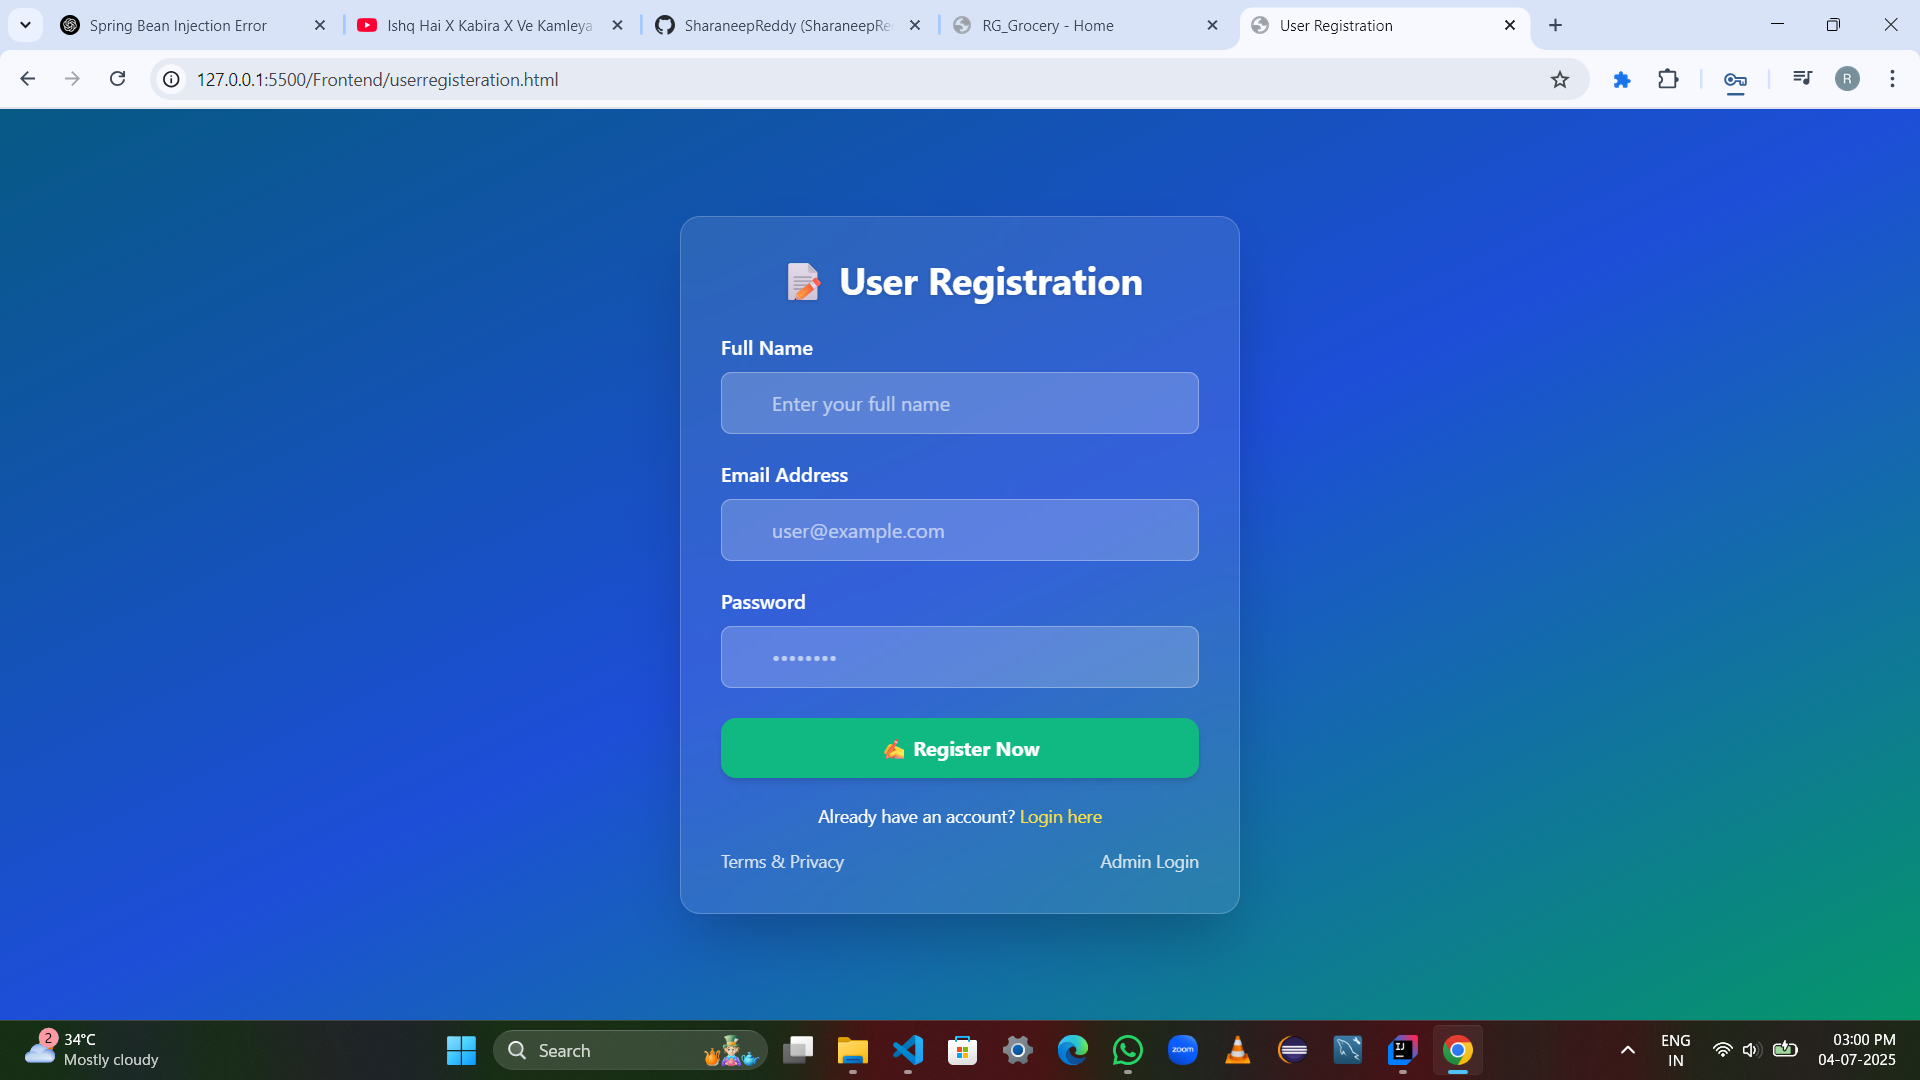 Spring Bean Injection Error
Ishq Hai X Kabira X Ve Kamleya
SharaneepReddy (SharaneepRe
RG_Grocery - Home
User Registration
127.0.0.1:5500/Frontend/userregisteration.html
R
User Registration
Full Name
Enter your full name
Email Address
user@example.com
Password
••••••••
Register Now
Already have an account? Login here
Terms & Privacy
Admin Login
2
34°C
Mostly cloudy
Search
zoom
IJ
ENG
IN
03:00 PM
04-07-2025